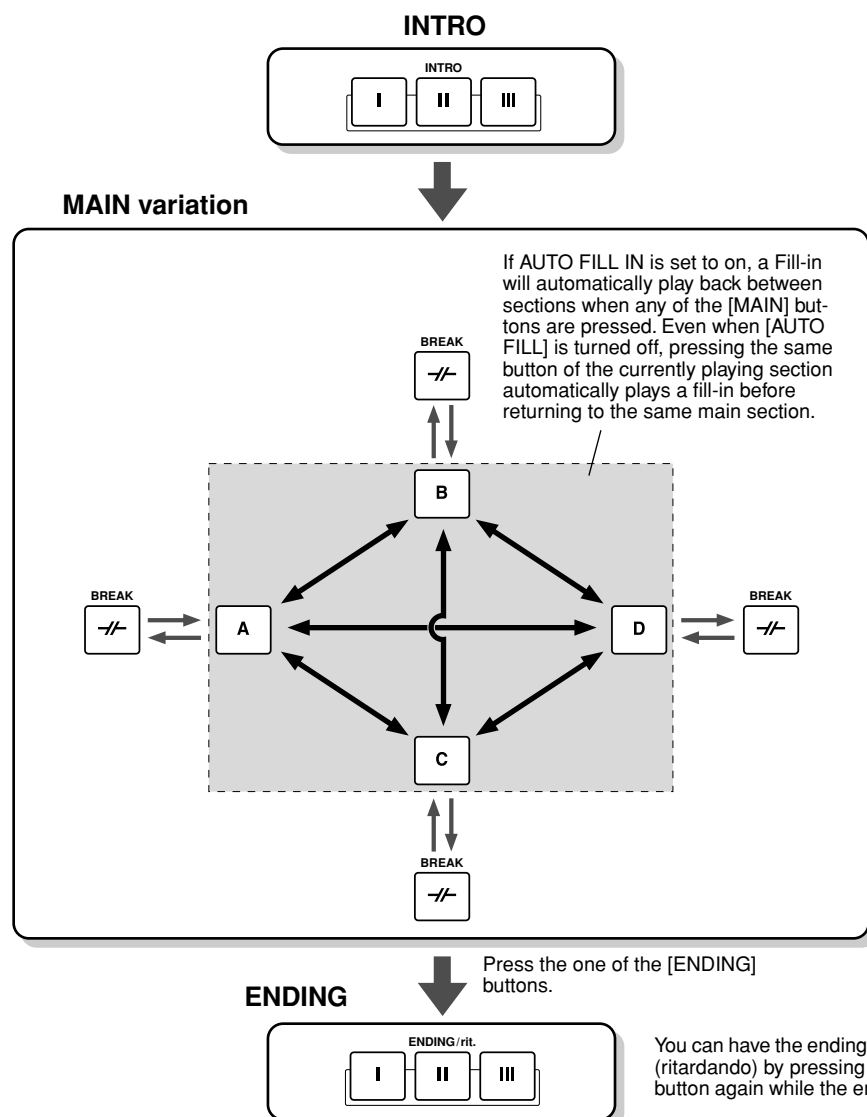 INTRO
INTRO
I II III
MAIN variation
If AUTO FILL IN is set to on, a Fill-in
will automatically play back between
sections when any of the [MAIN] but-
tons are pressed. Even when [AUTO
FILL] is turned off, pressing the same
button of the currently playing section
automatically plays a fill-in before
returning to the same main section.
BREAK
B
BREAK
A
D
BREAK
C
BREAK
Press the one of the [ENDING]
buttons.
ENDING
ENDING/rit.
I II III
You can have the ending
(ritardando) by pressing
button again while the